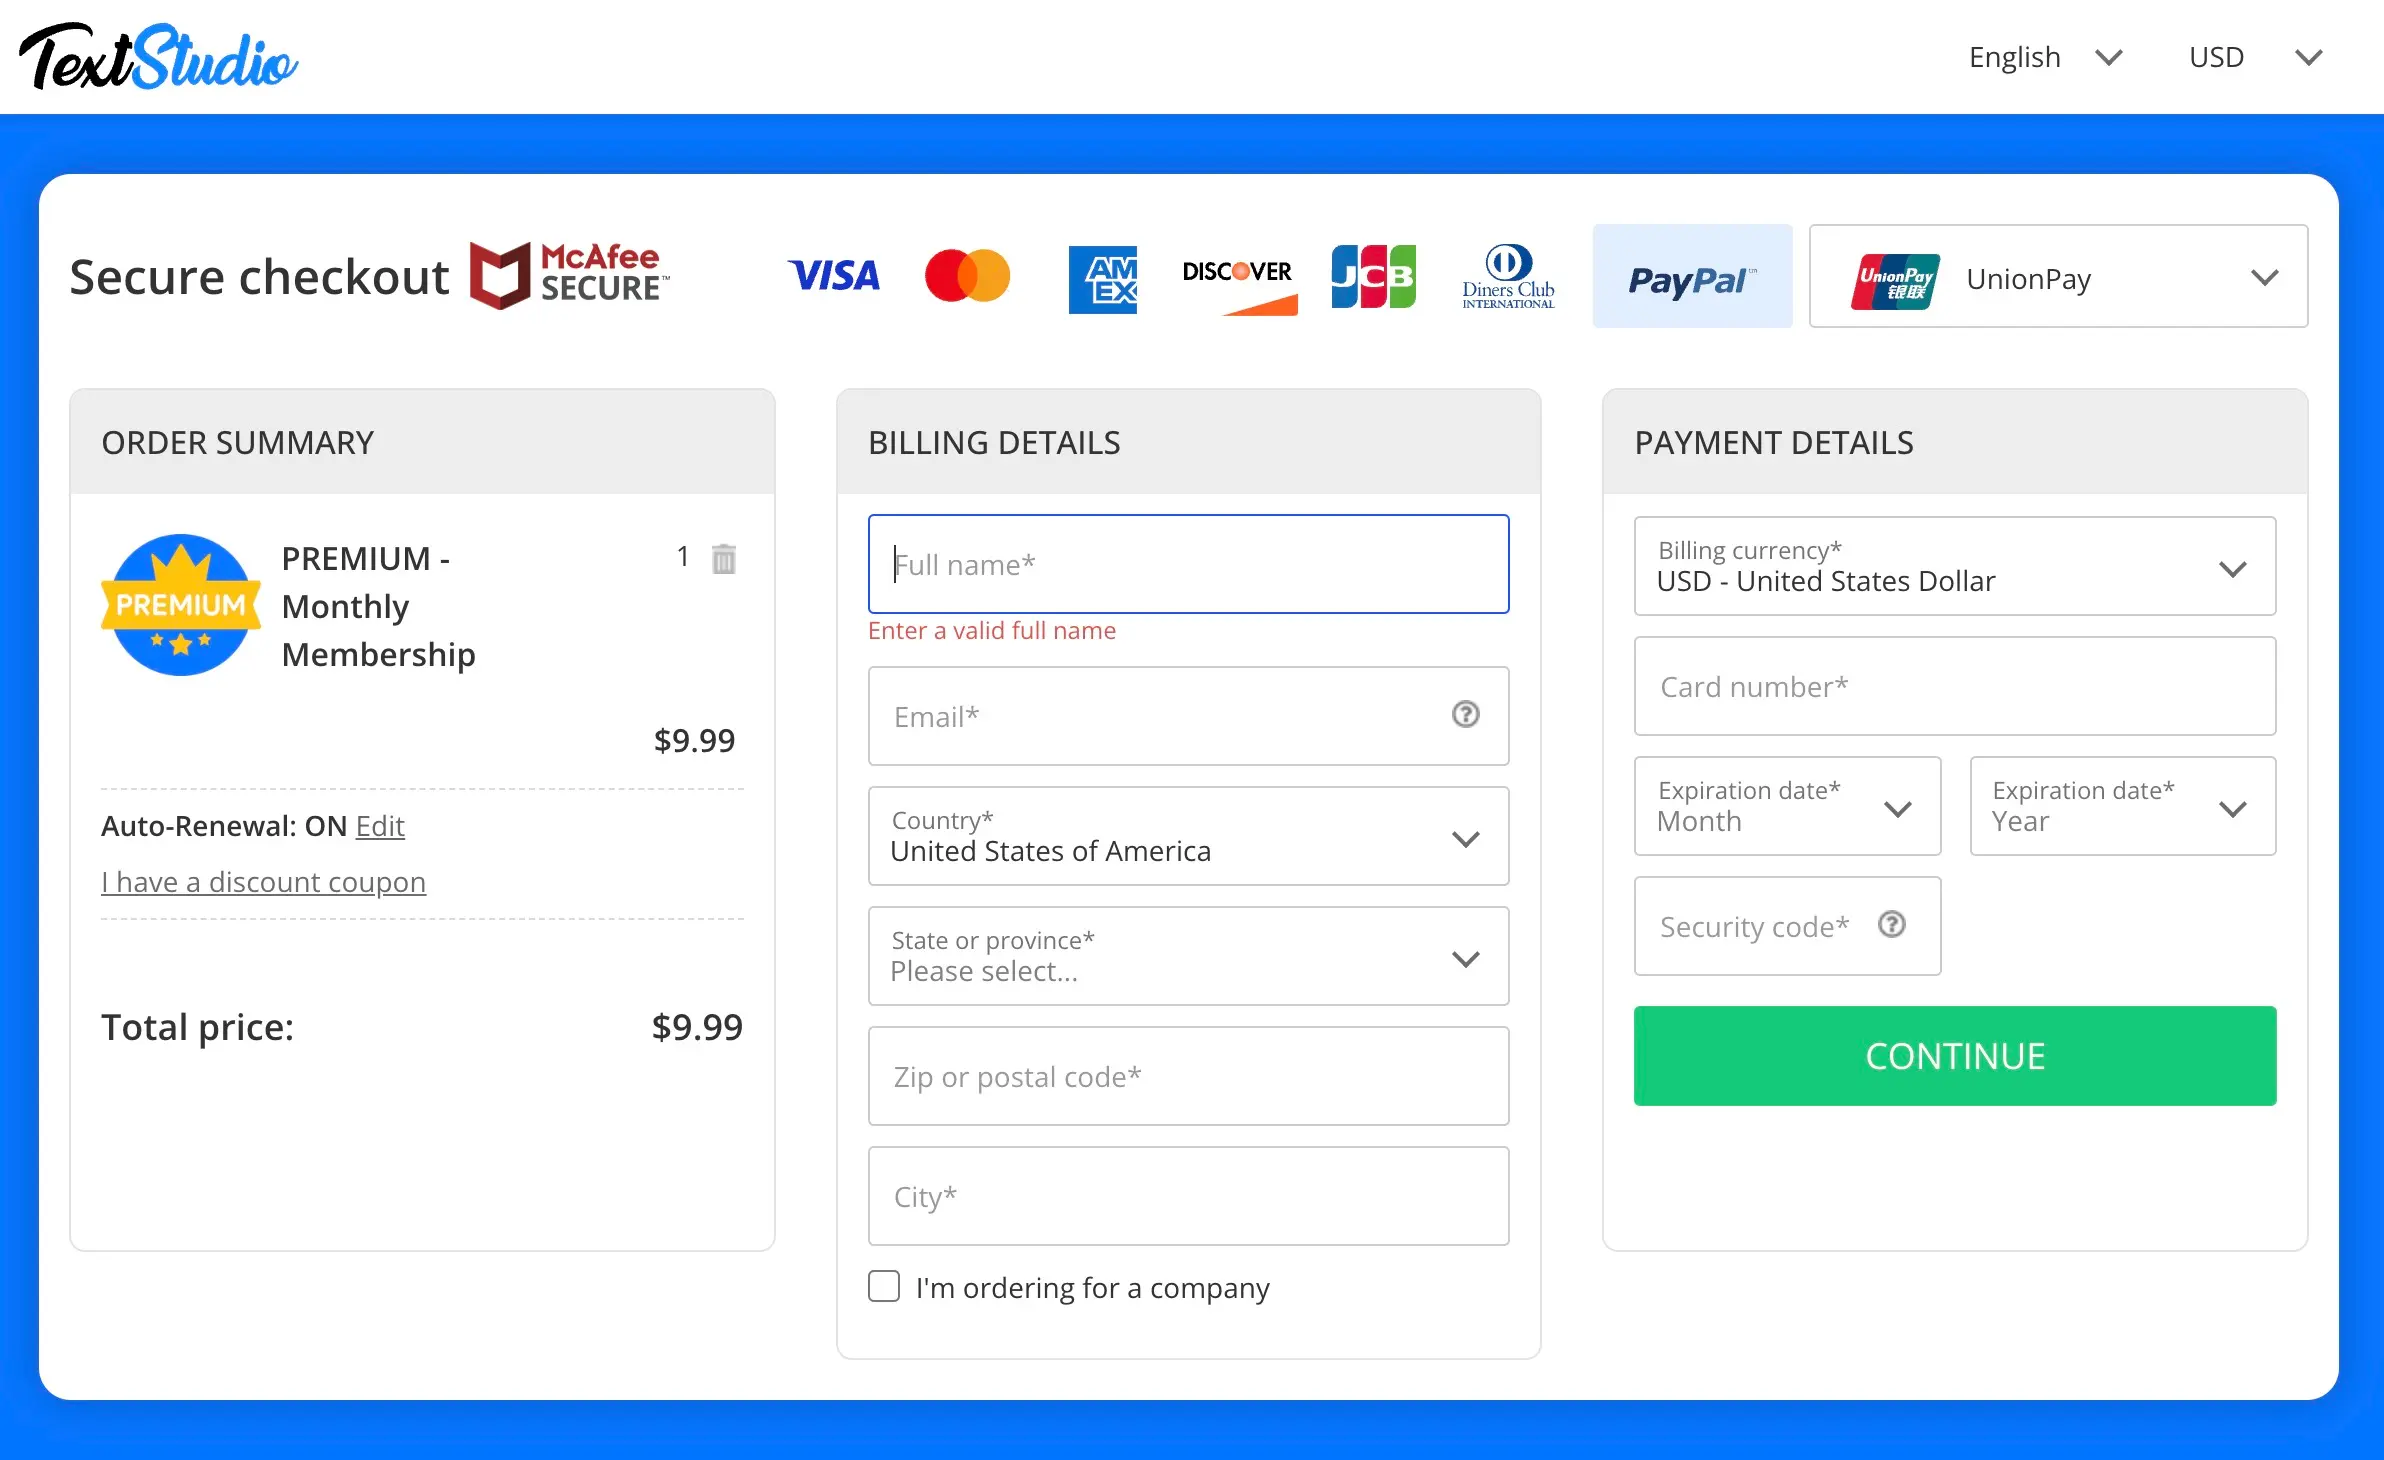 TextStudio
English
USD
Secure checkout
McAfee
SECURE™
VISA
AM
EX
DISCOVER
JCB
Diners Club
INTERNATIONAL
PayPal™
UnionPay
银联
UnionPay
ORDER SUMMARY
PREMIUM
PREMIUM -
Monthly
Membership
1
$9.99
Auto-Renewal: ON Edit
I have a discount coupon
Total price: $9.99
BILLING DETAILS
Full name*
Enter a valid full name
Email*
?
Country*
United States of America
State or province*
Please select...
Zip or postal code*
City*
I'm ordering for a company
PAYMENT DETAILS
Billing currency*
USD - United States Dollar
Card number*
Expiration date*
Month
Expiration date*
Year
Security code*
?
CONTINUE